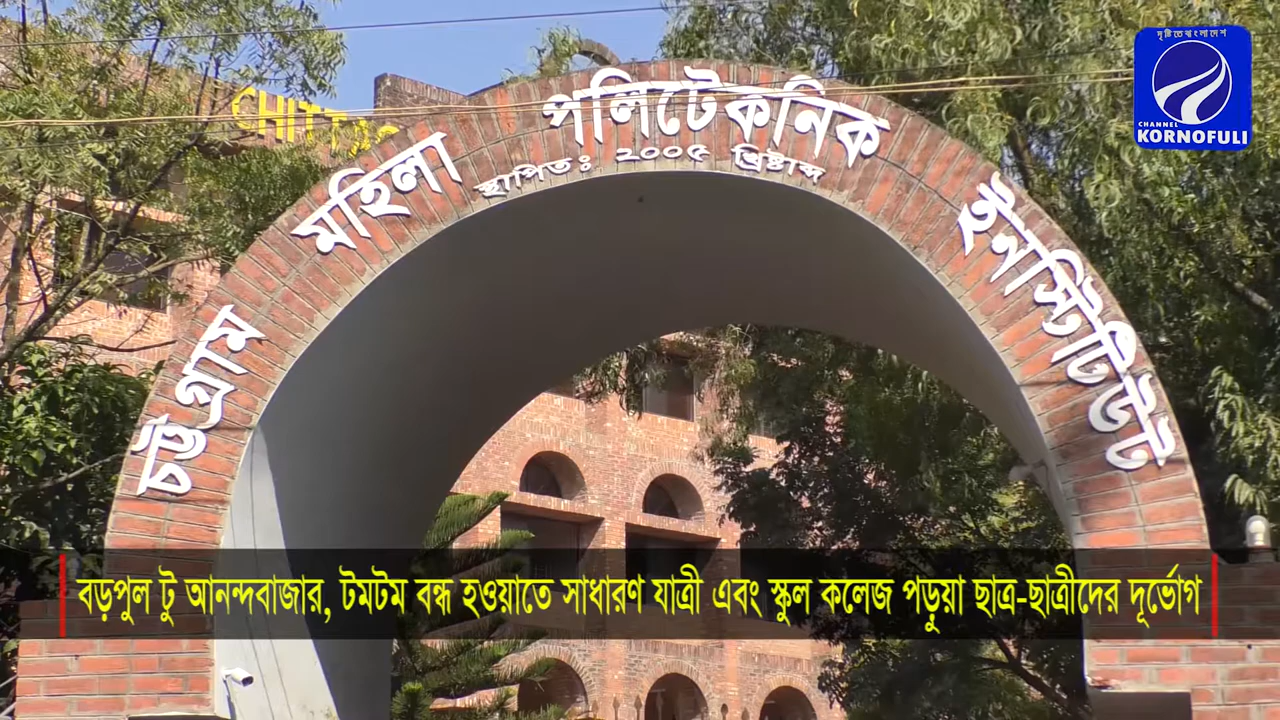 দৃষ্টিতে বাংলাদেশ
CHANNEL
KORNOFULI
CHITTAG
চট্টগ্রাম মহিলা পলিটেকনিক ইনস্টিটিউট
স্থাপিতঃ ২০০৫ খ্রিষ্টাব্দ
বড়পুল টু আনন্দবাজার, টমটম বন্ধ হওয়াতে সাধারণ যাত্রী এবং স্কুল কলেজ পড়ুয়া ছাত্র-ছাত্রীদের দূর্ভোগ